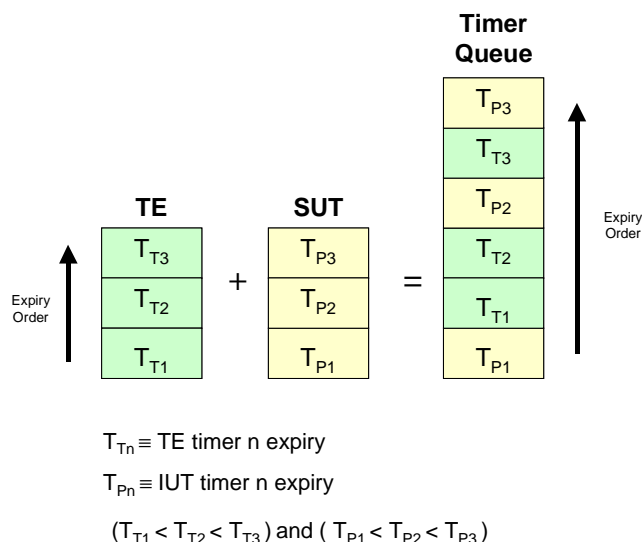 Timer
Queue
T_P3
T_T3
T_P2
T_T2
T_T1
T_P1
Expiry
Order
TE
T_T3
T_T2
T_T1
Expiry
Order
+
SUT
T_P3
T_P2
T_P1
=
T_Tn ≡ TE timer n expiry
T_Pn ≡ IUT timer n expiry
(T_T1 < T_T2 < T_T3 ) and ( T_P1 < T_P2 < T_P3 )